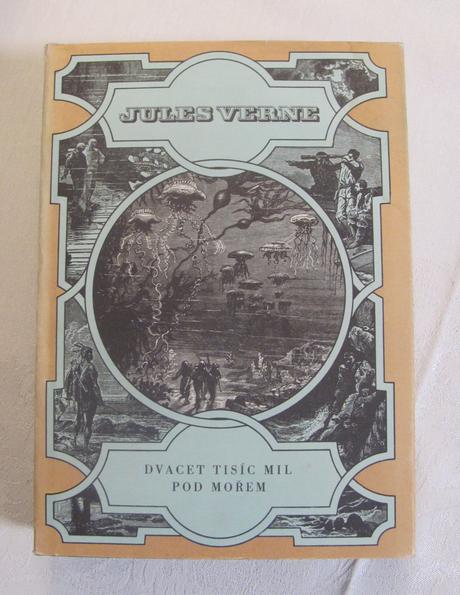 JULES VERNE
DVACET TISÍC MIL
POD MOŘEM